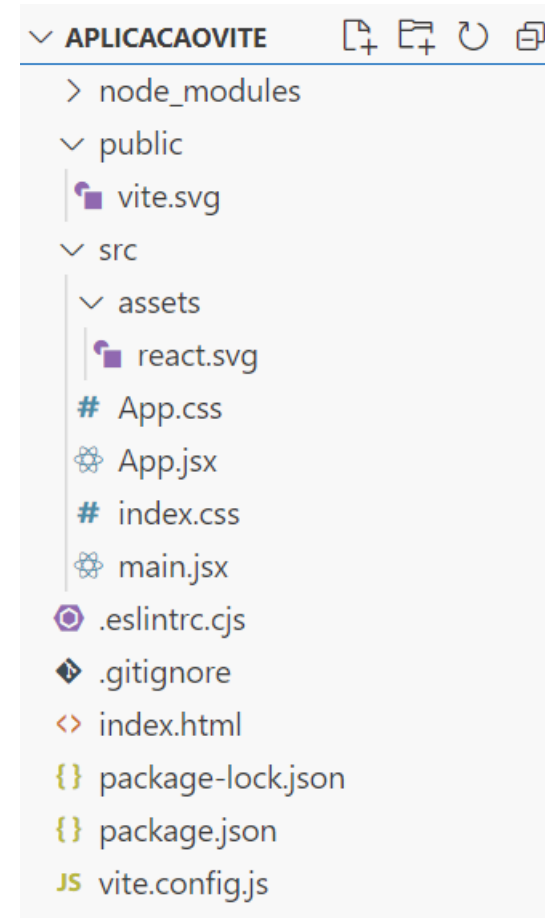 APLICACAOVITE
node_modules
public
vite.svg
src
assets
react.svg
# App.css
App.jsx
# index.css
main.jsx
.eslintrc.cjs
.gitignore
<> index.html
{} package-lock.json
{} package.json
JS vite.config.js